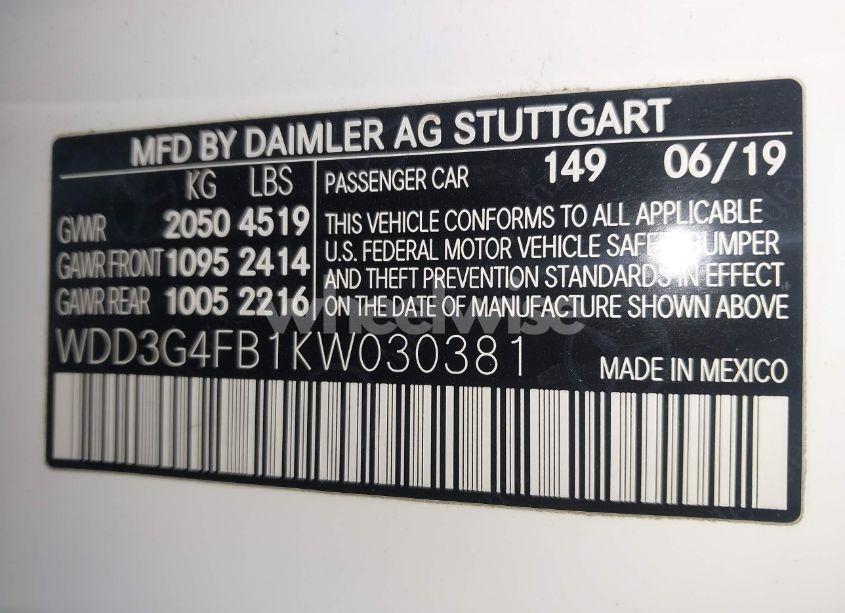 MFD BY DAIMLER AG STUTTGART
KG LBS
GVWR 2050 4519
GAWR FRONT 1095 2414
GAWR REAR 1005 2216
PASSENGER CAR 149 06/19
THIS VEHICLE CONFORMS TO ALL APPLICABLE
U.S. FEDERAL MOTOR VEHICLE BUMPER
AND THEFT PREVENTION STANDARDS IN EFFECT
ON THE DATE OF MANUFACTURE SHOWN ABOVE
wheelwise
WDD3G4FB1KW030381
MADE IN MEXICO